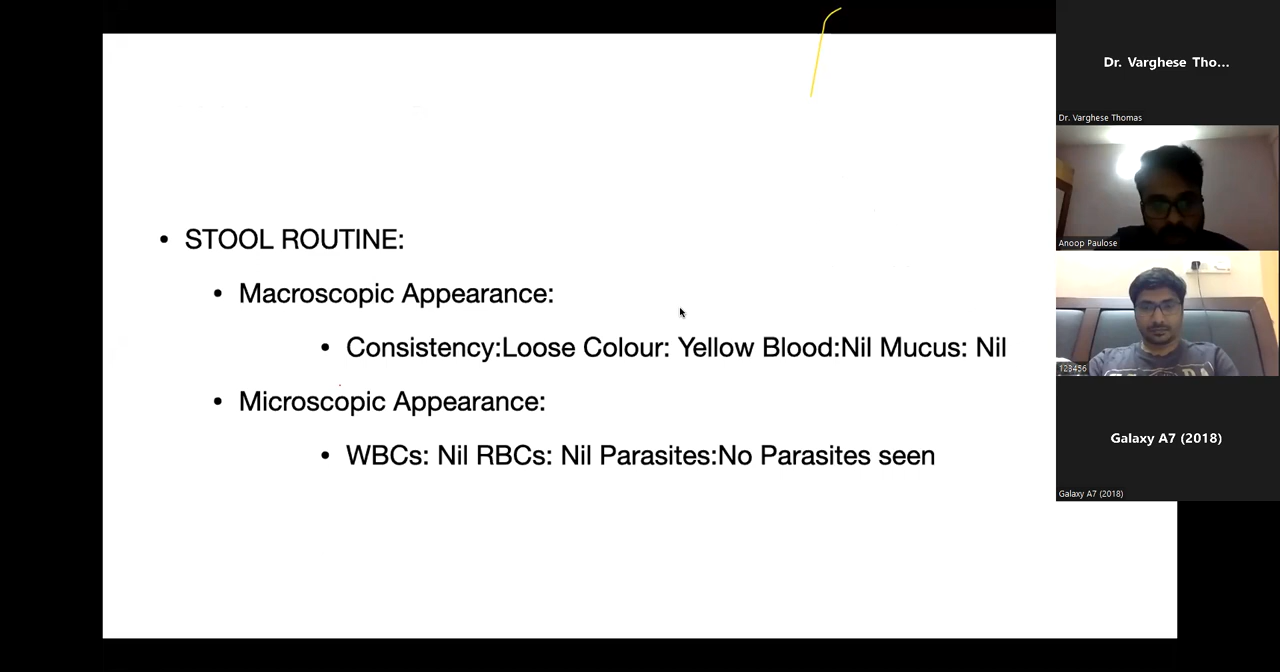 • STOOL ROUTINE:
• Macroscopic Appearance:
• Consistency:Loose Colour: Yellow Blood:Nil Mucus: Nil
• Microscopic Appearance:
• WBCs: Nil RBCs: Nil Parasites:No Parasites seen
Dr. Varghese Tho...
Dr. Varghese Thomas
Anoop Paulose
123456
Galaxy A7 (2018)
Galaxy A7 (2018)